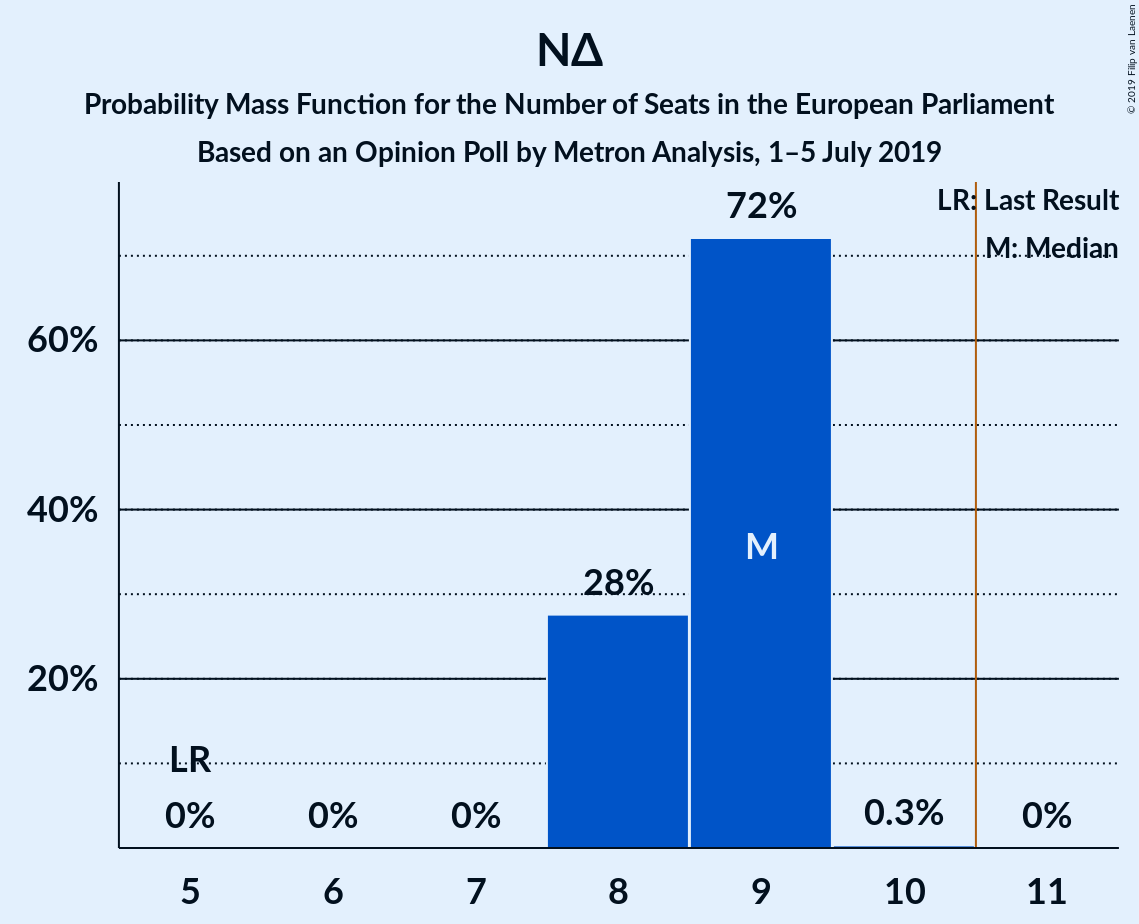 ΝΔ
Probability Mass Function for the Number of Seats in the European Parliament
Based on an Opinion Poll by Metron Analysis, 1–5 July 2019
© 2019 Filip van Laenen
LR: Last Result
M: Median
72%
60%
40%
28%
M
20%
LR
0%
0%
0%
0.3%
0%
5
6
7
8
9
10
11